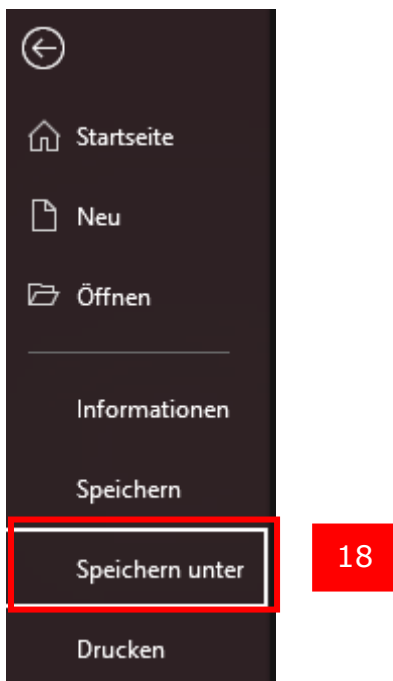 Startseite
Neu
Öffnen
Informationen
Speichern
Speichern unter
18
Drucken